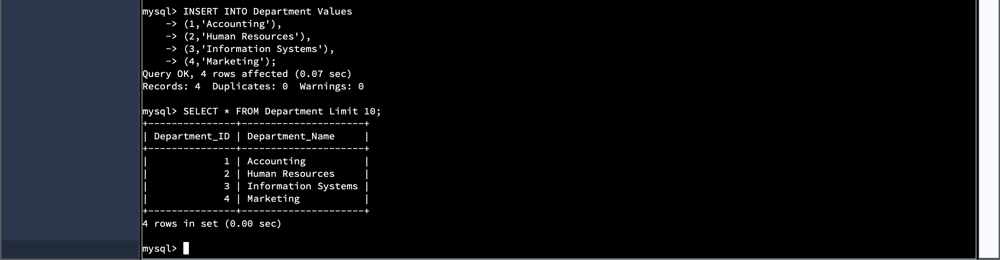 mysql> INSERT INTO Department Values
    -> (1,'Accounting'),
    -> (2,'Human Resources'),
    -> (3,'Information Systems'),
    -> (4,'Marketing');
Query OK, 4 rows affected (0.07 sec)
Records: 4  Duplicates: 0  Warnings: 0

mysql> SELECT * FROM Department Limit 10;
+---------------+---------------------+
| Department_ID | Department_Name     |
+---------------+---------------------+
|             1 | Accounting          |
|             2 | Human Resources     |
|             3 | Information Systems |
|             4 | Marketing           |
+---------------+---------------------+
4 rows in set (0.00 sec)

mysql>